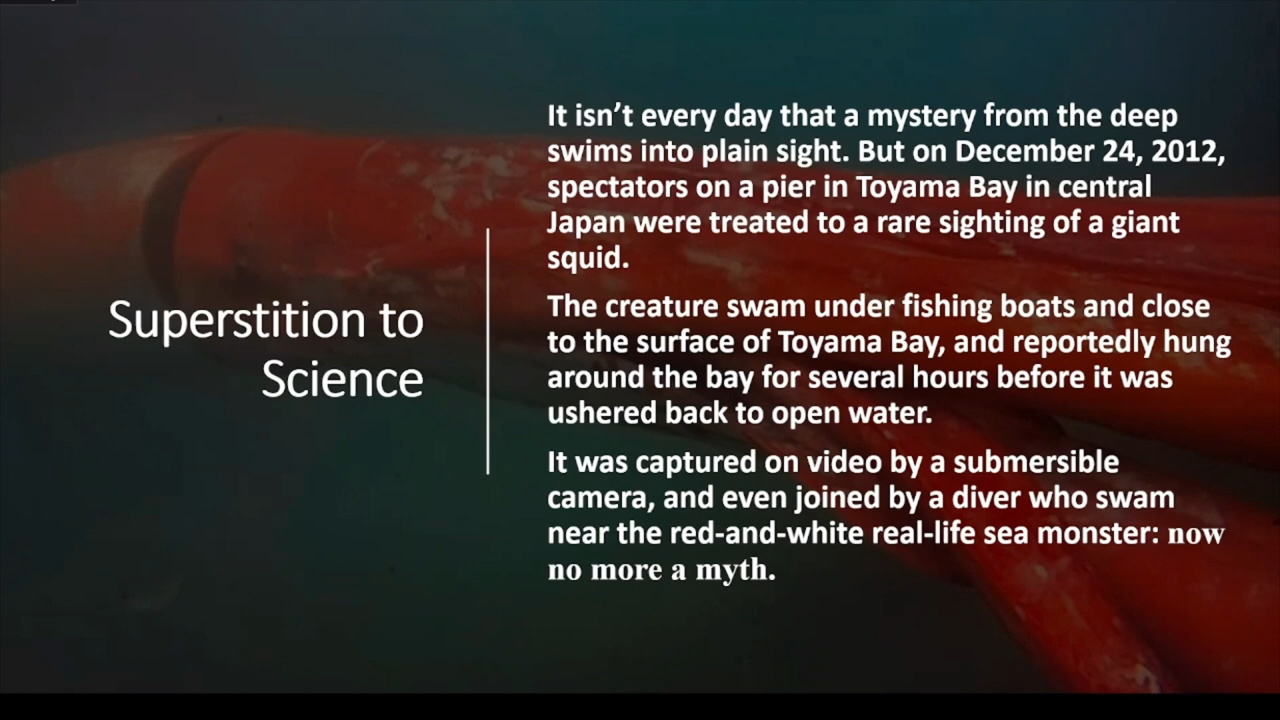 Superstition to
Science
It isn’t every day that a mystery from the deep
swims into plain sight. But on December 24, 2012,
spectators on a pier in Toyama Bay in central
Japan were treated to a rare sighting of a giant
squid.
The creature swam under fishing boats and close
to the surface of Toyama Bay, and reportedly hung
around the bay for several hours before it was
ushered back to open water.
It was captured on video by a submersible
camera, and even joined by a diver who swam
near the red-and-white real-life sea monster: now
no more a myth.